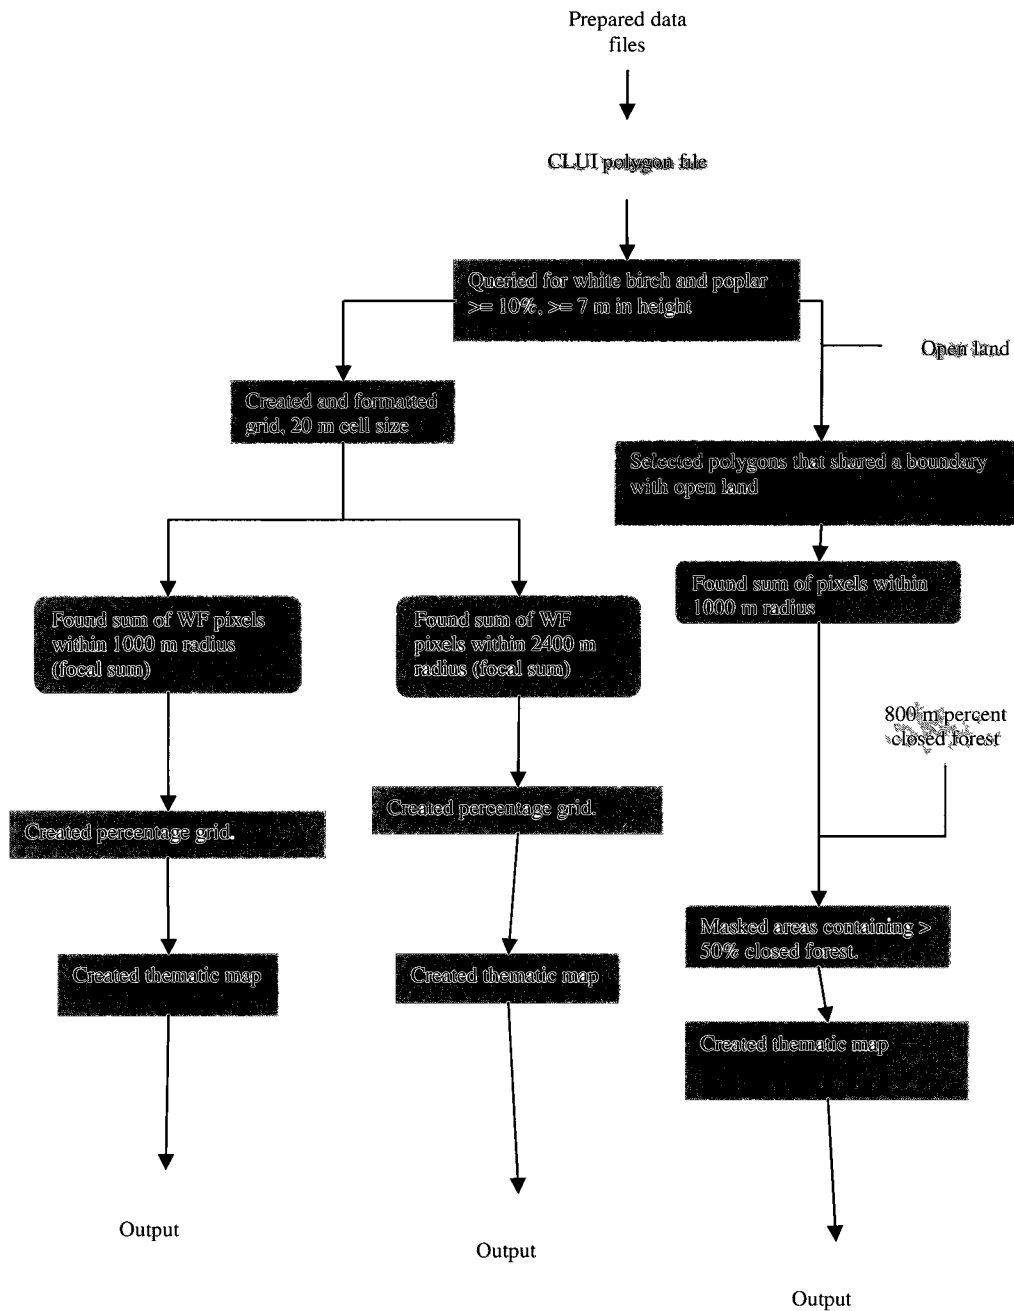 Prepared data
files
CLUI polygon file
Queried for white birch and poplar
>= 10%, >= 7 m in height
Open land
Created and formatted
grid, 20 m cell size
Selected polygons that shared a boundary
with open land
Found sum of pixels within
1000 m radius
Found sum of WF pixels
within 1000 m radius
(focal sum)
Found sum of WF
pixels within 2400 m
radius (focal sum)
800 m percent
closed forest
Created percentage grid.
Created percentage grid.
Masked areas containing >
50% closed forest.
Created thematic map
Created thematic map
Created thematic map
Output
Output
Output